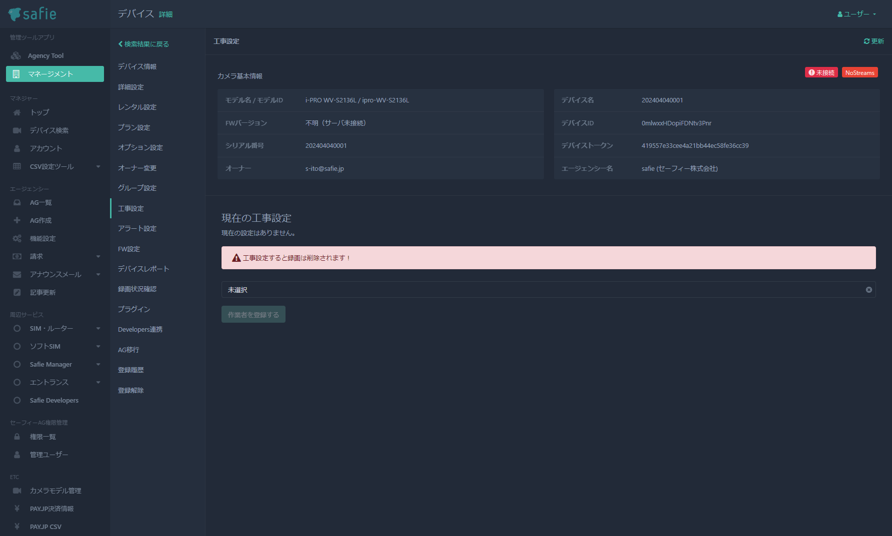 safie
デバイス 詳細
ユーザー
管理ツールアプリ
Agency Tool
マネージメント
マネジャー
トップ
デバイス検索
アカウント
CSV設定ツール
エージェンシー
AG一覧
AG作成
機能設定
請求
アナウンスメール
記事更新
周辺サービス
SIM・ルーター
ソフトSIM
Safie Manager
エントランス
Safie Developers
セーフィーAG権限管理
権限一覧
管理ユーザー
ETC
カメラモデル管理
PAY.JP決済情報
PAY.JP CSV
検索結果に戻る
デバイス情報
詳細設定
レンタル設定
プラン設定
オプション設定
オーナー変更
グループ設定
工事設定
アラート設定
FW設定
デバイスレポート
録画状況確認
プラグイン
Developers連携
AG移行
登録履歴
登録解除
工事設定
更新
カメラ基本情報
未接続
NoStreams
モデル名 / モデルID i-PRO WV-S2136L / ipro-WV-S2136L
FWバージョン 不明（サーバ未接続）
シリアル番号 202404040001
オーナー s-ito@safie.jp
デバイス名 202404040001
デバイスID
デバイストークン 419557e33cee4a21bb44ec58fe36cc39
エージェンシー名 safie (セーフィー株式会社)
現在の工事設定
現在の設定はありません。
工事設定すると録画は削除されます！
未選択
作業者を登録する